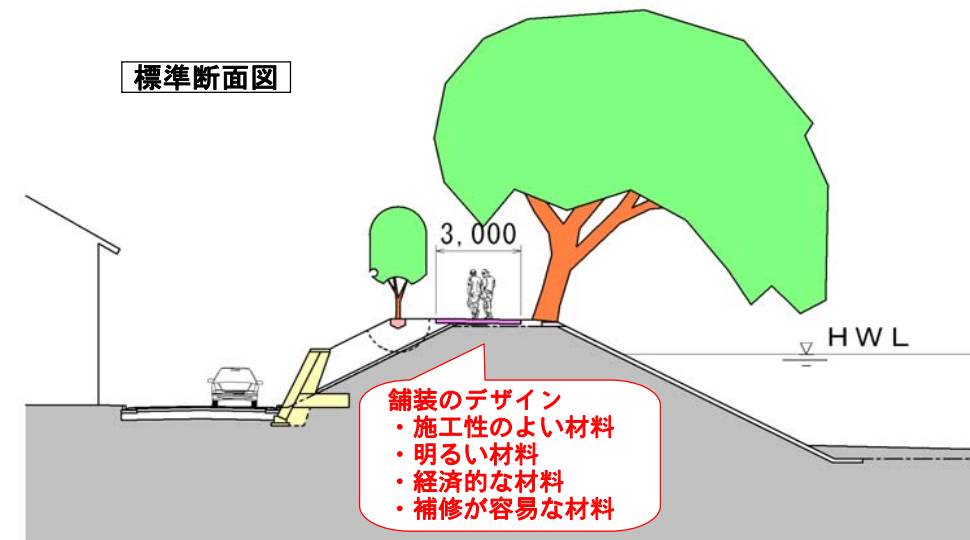 標準断面図
3,000
HWL
舗装のデザイン
・施工性のよい材料
・明るい材料
・経済的な材料
・補修が容易な材料